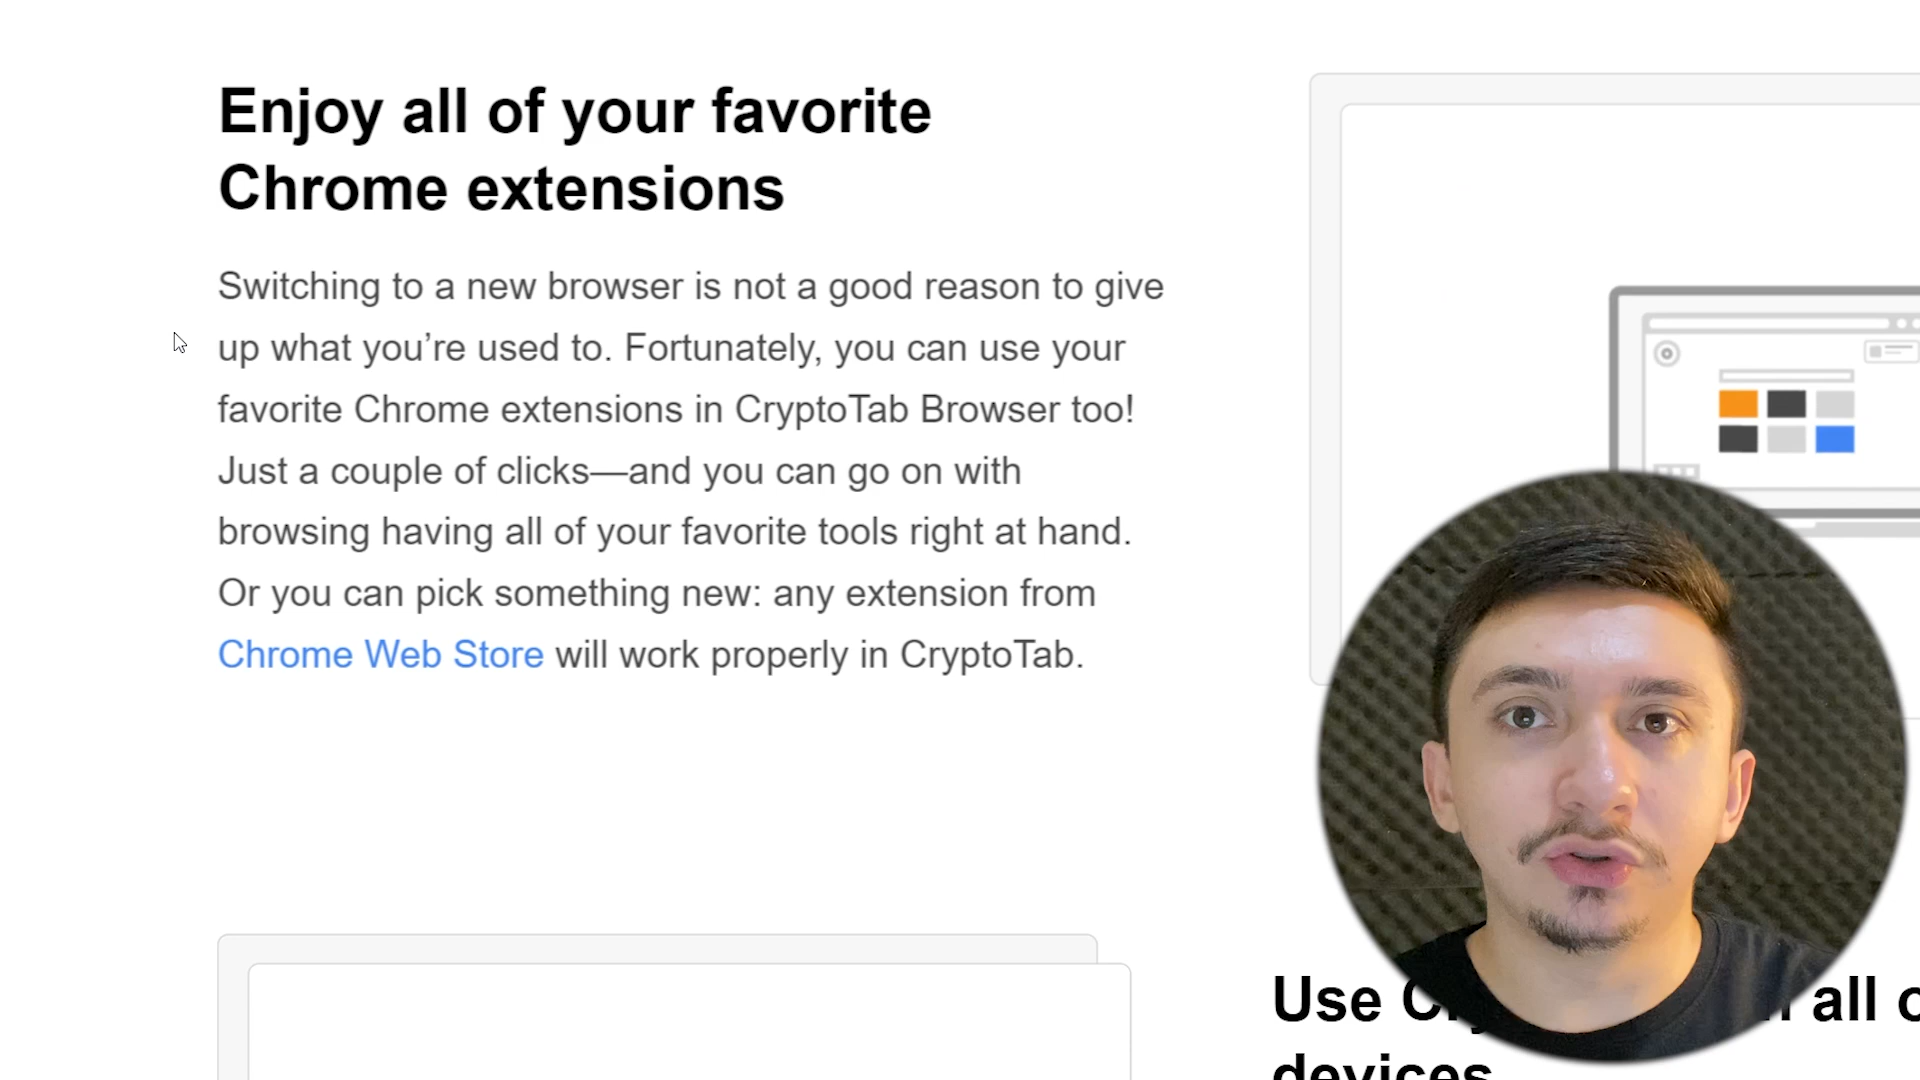 Enjoy all of your favorite
Chrome extensions
Switching to a new browser is not a good reason to give
up what you’re used to. Fortunately, you can use your
favorite Chrome extensions in CryptoTab Browser too!
Just a couple of clicks—and you can go on with
browsing having all of your favorite tools right at hand.
Or you can pick something new: any extension from
Chrome Web Store will work properly in CryptoTab.
Use all
devices